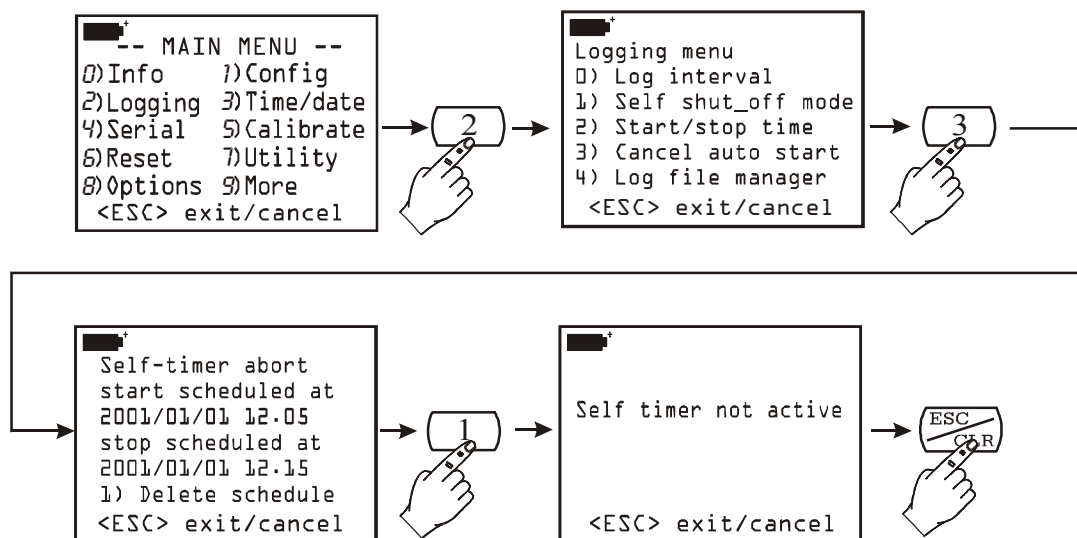 -- MAIN MENU --
0) Info 1) Config
2) Logging 3) Time/date
4) Serial 5) Calibrate
6) Reset 7) Utility
8) Options 9) More
<ESC> exit/cancel
2
Logging menu
0) Log interval
1) Self shut_off mode
2) Start/stop time
3) Cancel auto start
4) Log file manager
<ESC> exit/cancel
3
Self-timer abort
start scheduled at
2001/01/01 12.05
stop scheduled at
2001/01/01 12.15
1) Delete schedule
<ESC> exit/cancel
1
Self timer not active
<ESC> exit/cancel
ESC
CLR